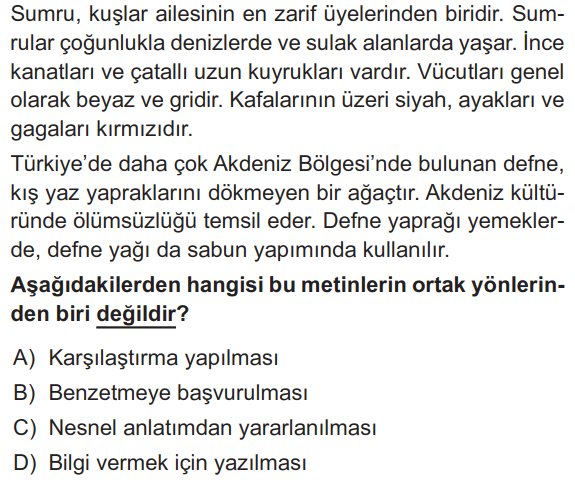 Sumru, kuşlar ailesinin en zarif üyelerinden biridir. Sum-
rular çoğunlukla denizlerde ve sulak alanlarda yaşar. İnce
kanatları ve çatallı uzun kuyrukları vardır. Vücutları genel
olarak beyaz ve gridir. Kafalarının üzeri siyah, ayakları ve
gagaları kırmızıdır.
Türkiye’de daha çok Akdeniz Bölgesi’nde bulunan defne,
kış yaz yapraklarını dökmeyen bir ağaçtır. Akdeniz kültü-
ründe ölümsüzlüğü temsil eder. Defne yaprağı yemekler-
de, defne yağı da sabun yapımında kullanılır.
Aşağıdakilerden hangisi bu metinlerin ortak yönlerin-
den biri değildir?
A) Karşılaştırma yapılması
B) Benzetmeye başvurulması
C) Nesnel anlatımdan yararlanılması
D) Bilgi vermek için yazılması